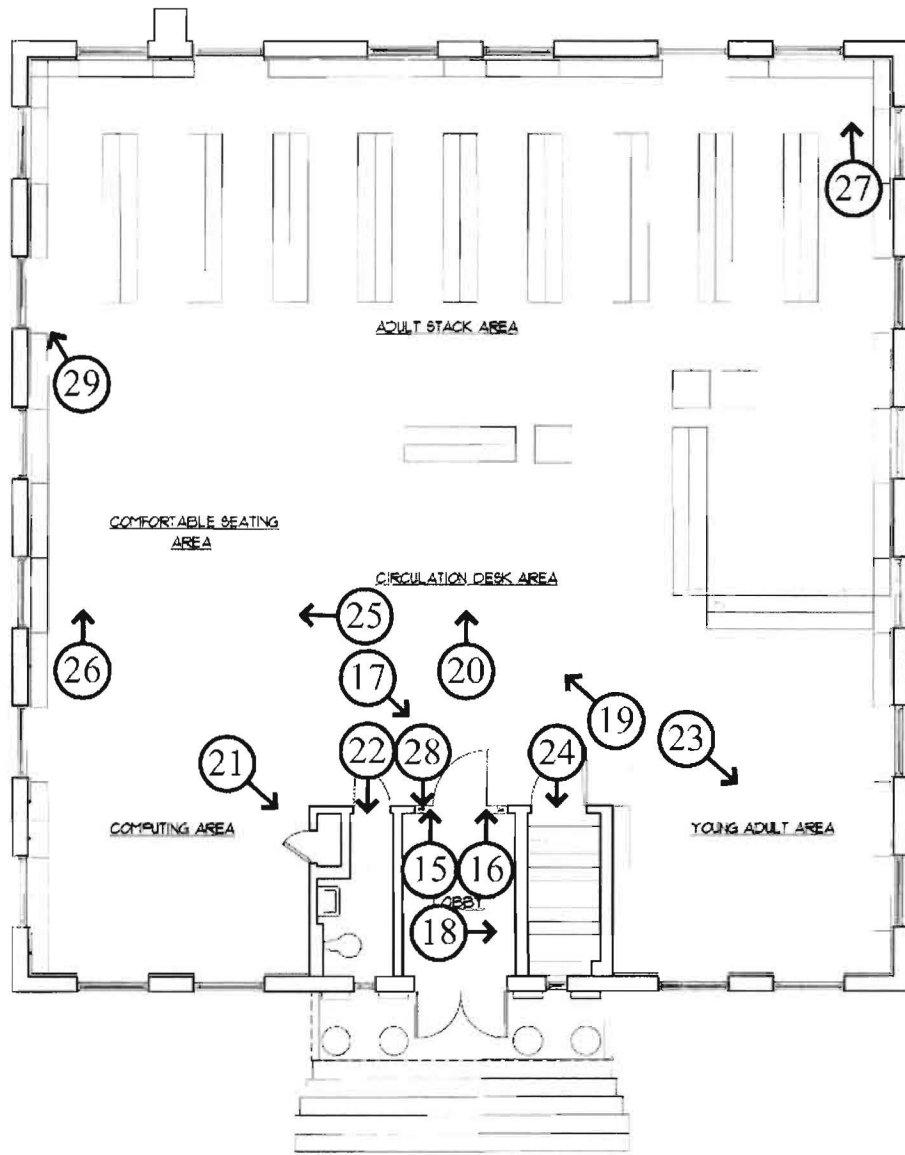 27
ADULT STACK AREA
29
COMFORTABLE SEATING
AREA
CIRCULATION DESK AREA
25
26
17
20
19
23
22
28
24
21
COMPUTING AREA
YOUNG ADULT AREA
15
16
LOBBY
18